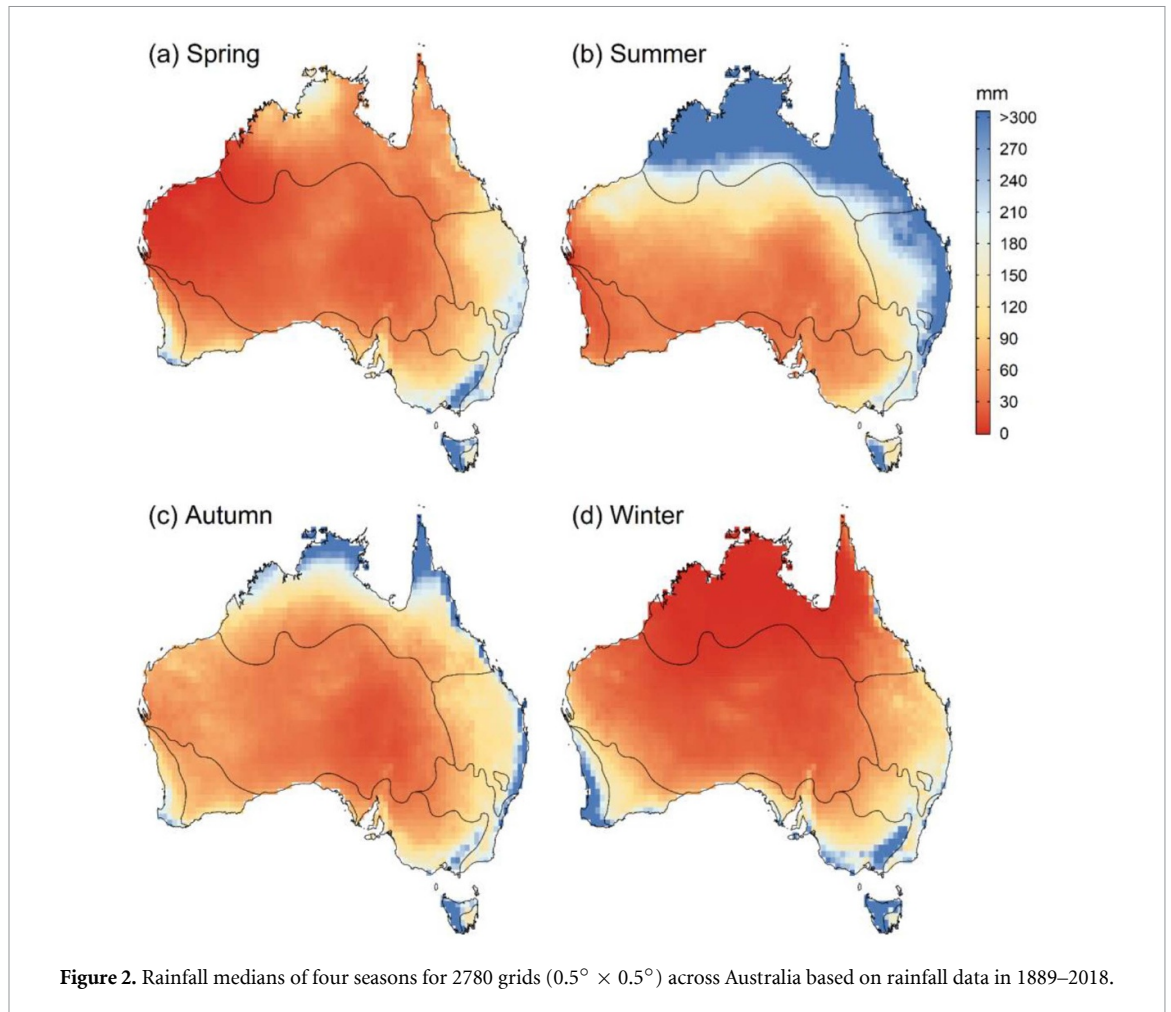 (a) Spring
(b) Summer
mm
>300
270
240
210
180
150
120
90
60
30
0
(c) Autumn
(d) Winter
Figure 2. Rainfall medians of four seasons for 2780 grids (0.5° × 0.5°) across Australia based on rainfall data in 1889–2018.